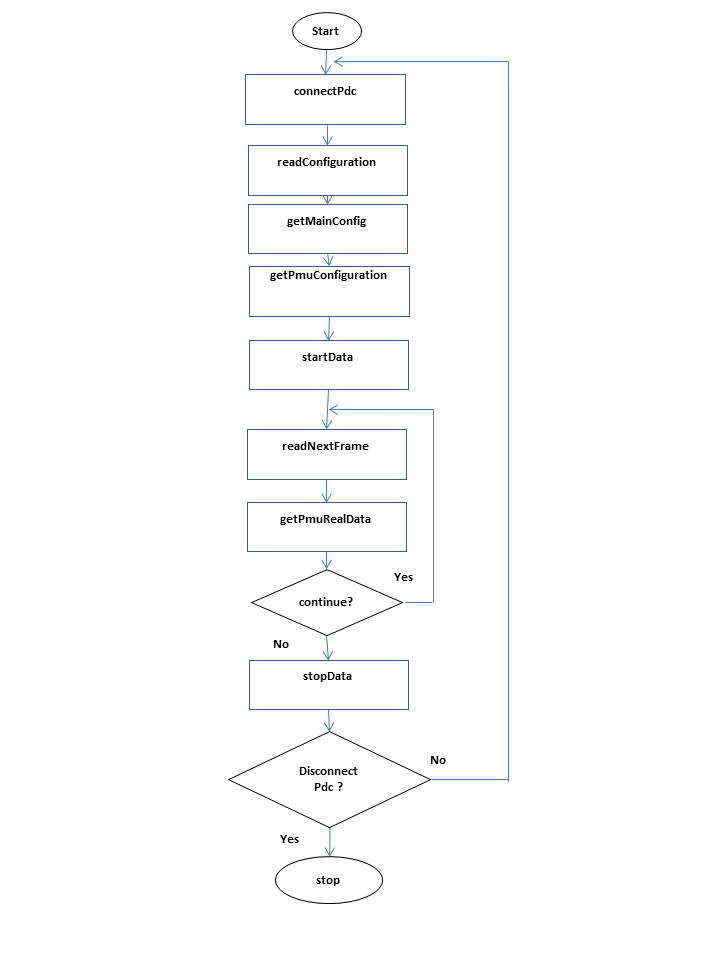 Start
connectPdc
readConfiguration
getMainConfig
getPmuConfiguration
startData
readNextFrame
getPmuRealData
Yes
continue?
No
stopData
No
Disconnect
Pdc ?
Yes
stop